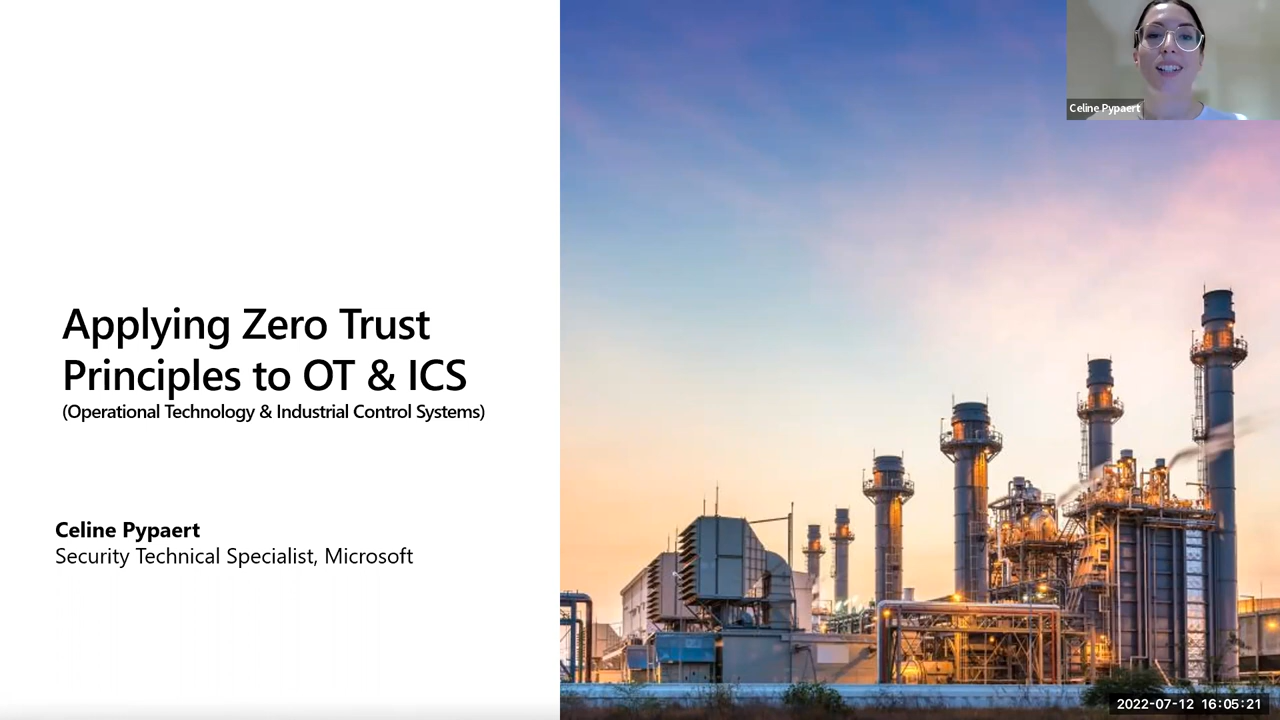 Applying Zero Trust
Principles to OT & ICS
(Operational Technology & Industrial Control Systems)
Celine Pypaert
Security Technical Specialist, Microsoft
Celine Pypaert
2022-07-12 16:05:21